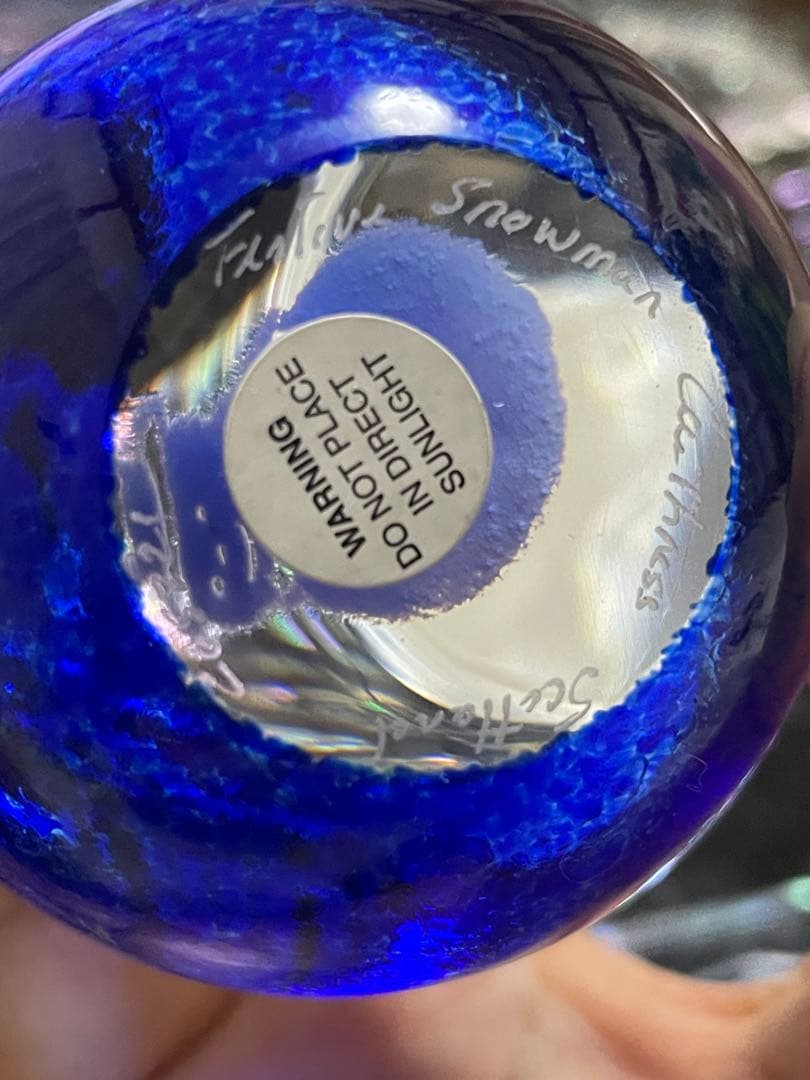 Festive Snowman
Caithness
Scotland
WARNING
DO NOT PLACE
IN DIRECT
SUNLIGHT